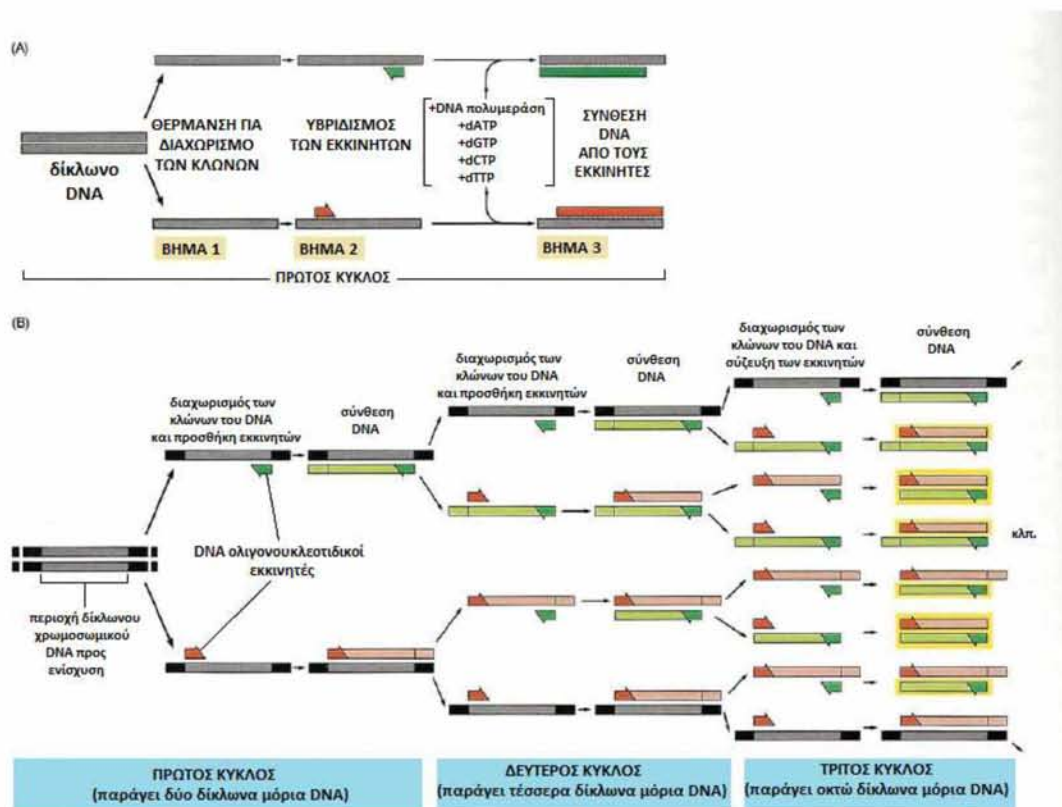 (A)
ΘΕΡΜΑΝΣΗ ΓΙΑ
ΔΙΑΧΩΡΙΣΜΟ
ΤΩΝ ΚΛΩΝΩΝ
ΥΒΡΙΔΙΣΜΟΣ
ΤΩΝ ΕΚΚΙΝΗΤΩΝ
+DNA πολυμεράση
+dATP
+dGTP
+dCTP
+dTTP
ΣΥΝΘΕΣΗ
DNA
ΑΠΟ ΤΟΥΣ
ΕΚΚΙΝΗΤΕΣ
δίκλωνο
DNA
ΒΗΜΑ 1
ΒΗΜΑ 2
ΒΗΜΑ 3
ΠΡΩΤΟΣ ΚΥΚΛΟΣ
(B)
διαχωρισμός των
κλώνων του DNA
και προσθήκη εκκινητών
σύνθεση
DNA
διαχωρισμός των
κλώνων του DNA
και προσθήκη εκκινητών
σύνθεση
DNA
διαχωρισμός των
κλώνων του DNA και
σύζευξη των εκκινητών
σύνθεση
DNA
DNA ολιγονουκλεοτιδικοί
εκκινητές
περιοχή δίκλωνου
χρωμοσωμικού
DNA προς
ενίσχυση
κλπ.
ΠΡΩΤΟΣ ΚΥΚΛΟΣ
(παράγει δύο δίκλωνα μόρια DNA)
ΔΕΥΤΕΡΟΣ ΚΥΚΛΟΣ
(παράγει τέσσερα δίκλωνα μόρια DNA)
ΤΡΙΤΟΣ ΚΥΚΛΟΣ
(παράγει οκτώ δίκλωνα μόρια DNA)